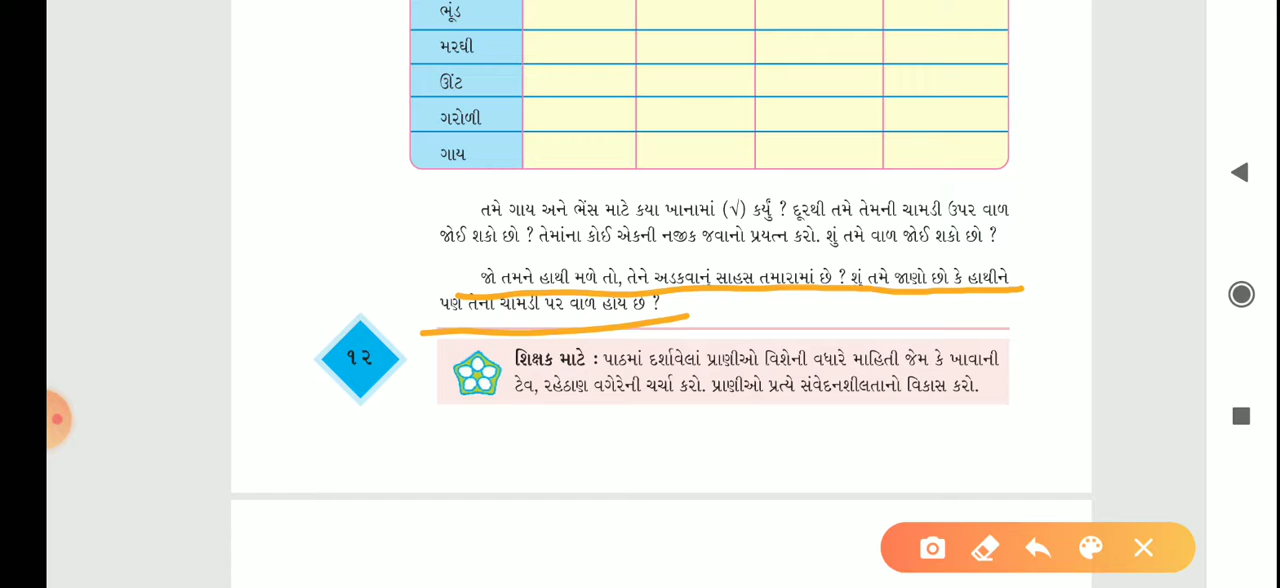 ભૂંડ
મરઘી
ઊંટ
ગરોળી
ગાય
તમે ગાય અને ભેંસ માટે કયા ખાનામાં (√) કર્યું ? દૂરથી તમે તેમની ચામડી ઉપર વાળ
જોઈ શકો છો ? તેમાંના કોઈ એકની નજીક જવાનો પ્રયત્ન કરો. શું તમે વાળ જોઈ શકો છો ?
જો તમને હાથી મળે તો, તેને અડકવાનું સાહસ તમારામાં છે ? શું તમે જાણો છો કે હાથીને
પણ તેની ચામડી પર વાળ હોય છે ?
૧૨
શિક્ષક માટે : પાઠમાં દર્શાવેલાં પ્રાણીઓ વિશેની વધારે માહિતી જેમ કે ખાવાની
ટેવ, રહેઠાણ વગેરેની ચર્ચા કરો. પ્રાણીઓ પ્રત્યે સંવેદનશીલતાનો વિકાસ કરો.